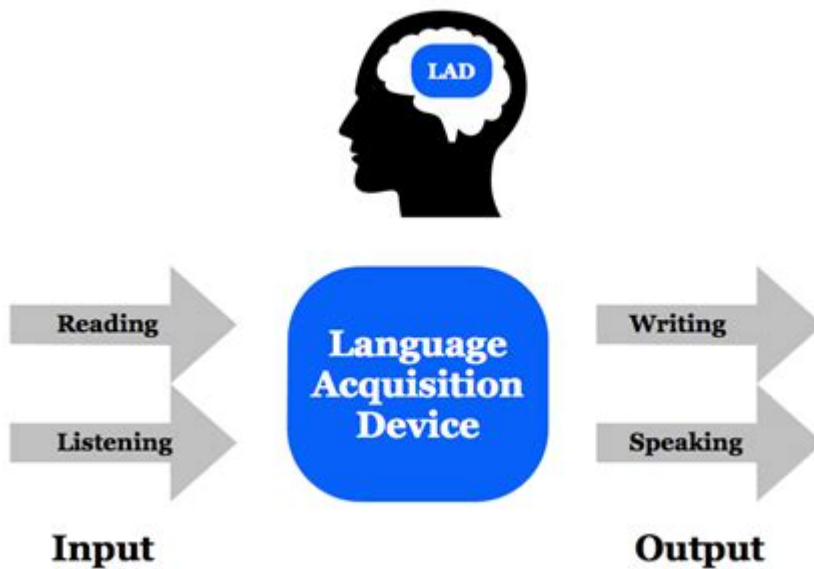 LAD
Reading
Writing
Language
Acquisition
Device
Listening
Speaking
Input
Output